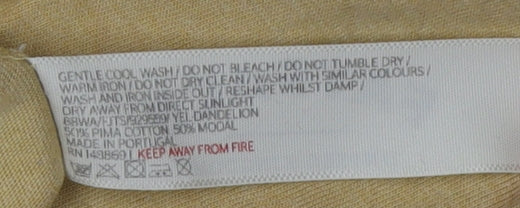 GENTLE COOL WASH / DO NOT BLEACH / DO NOT TUMBLE DRY /
WARM IRON / DO NOT DRY CLEAN / WASH WITH SIMILAR COLOURS /
WASH AND IRON INSIDE OUT / RESHAPE WHILST DAMP /
DRY AWAY FROM DIRECT SUNLIGHT
YEL DANDELION
50% PIMA COTTON 50% MODAL
MADE IN PORTUGAL
RN 149869 1 KEEP AWAY FROM FIRE